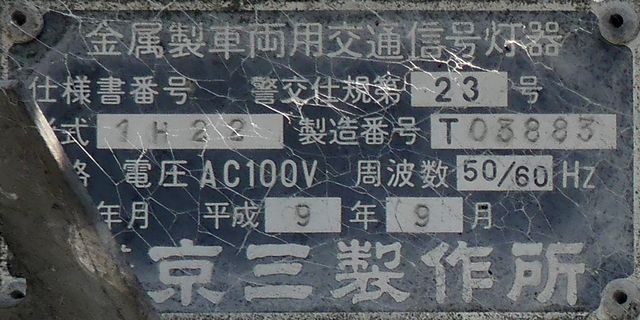 金属製車両用交通信号灯器
仕様書番号 警交仕規第 23 号
式 1H22 製造番号 T03883
格 電圧 AC100V 周波数 50/60 Hz
年月 平成 9 年 9 月
京三製作所